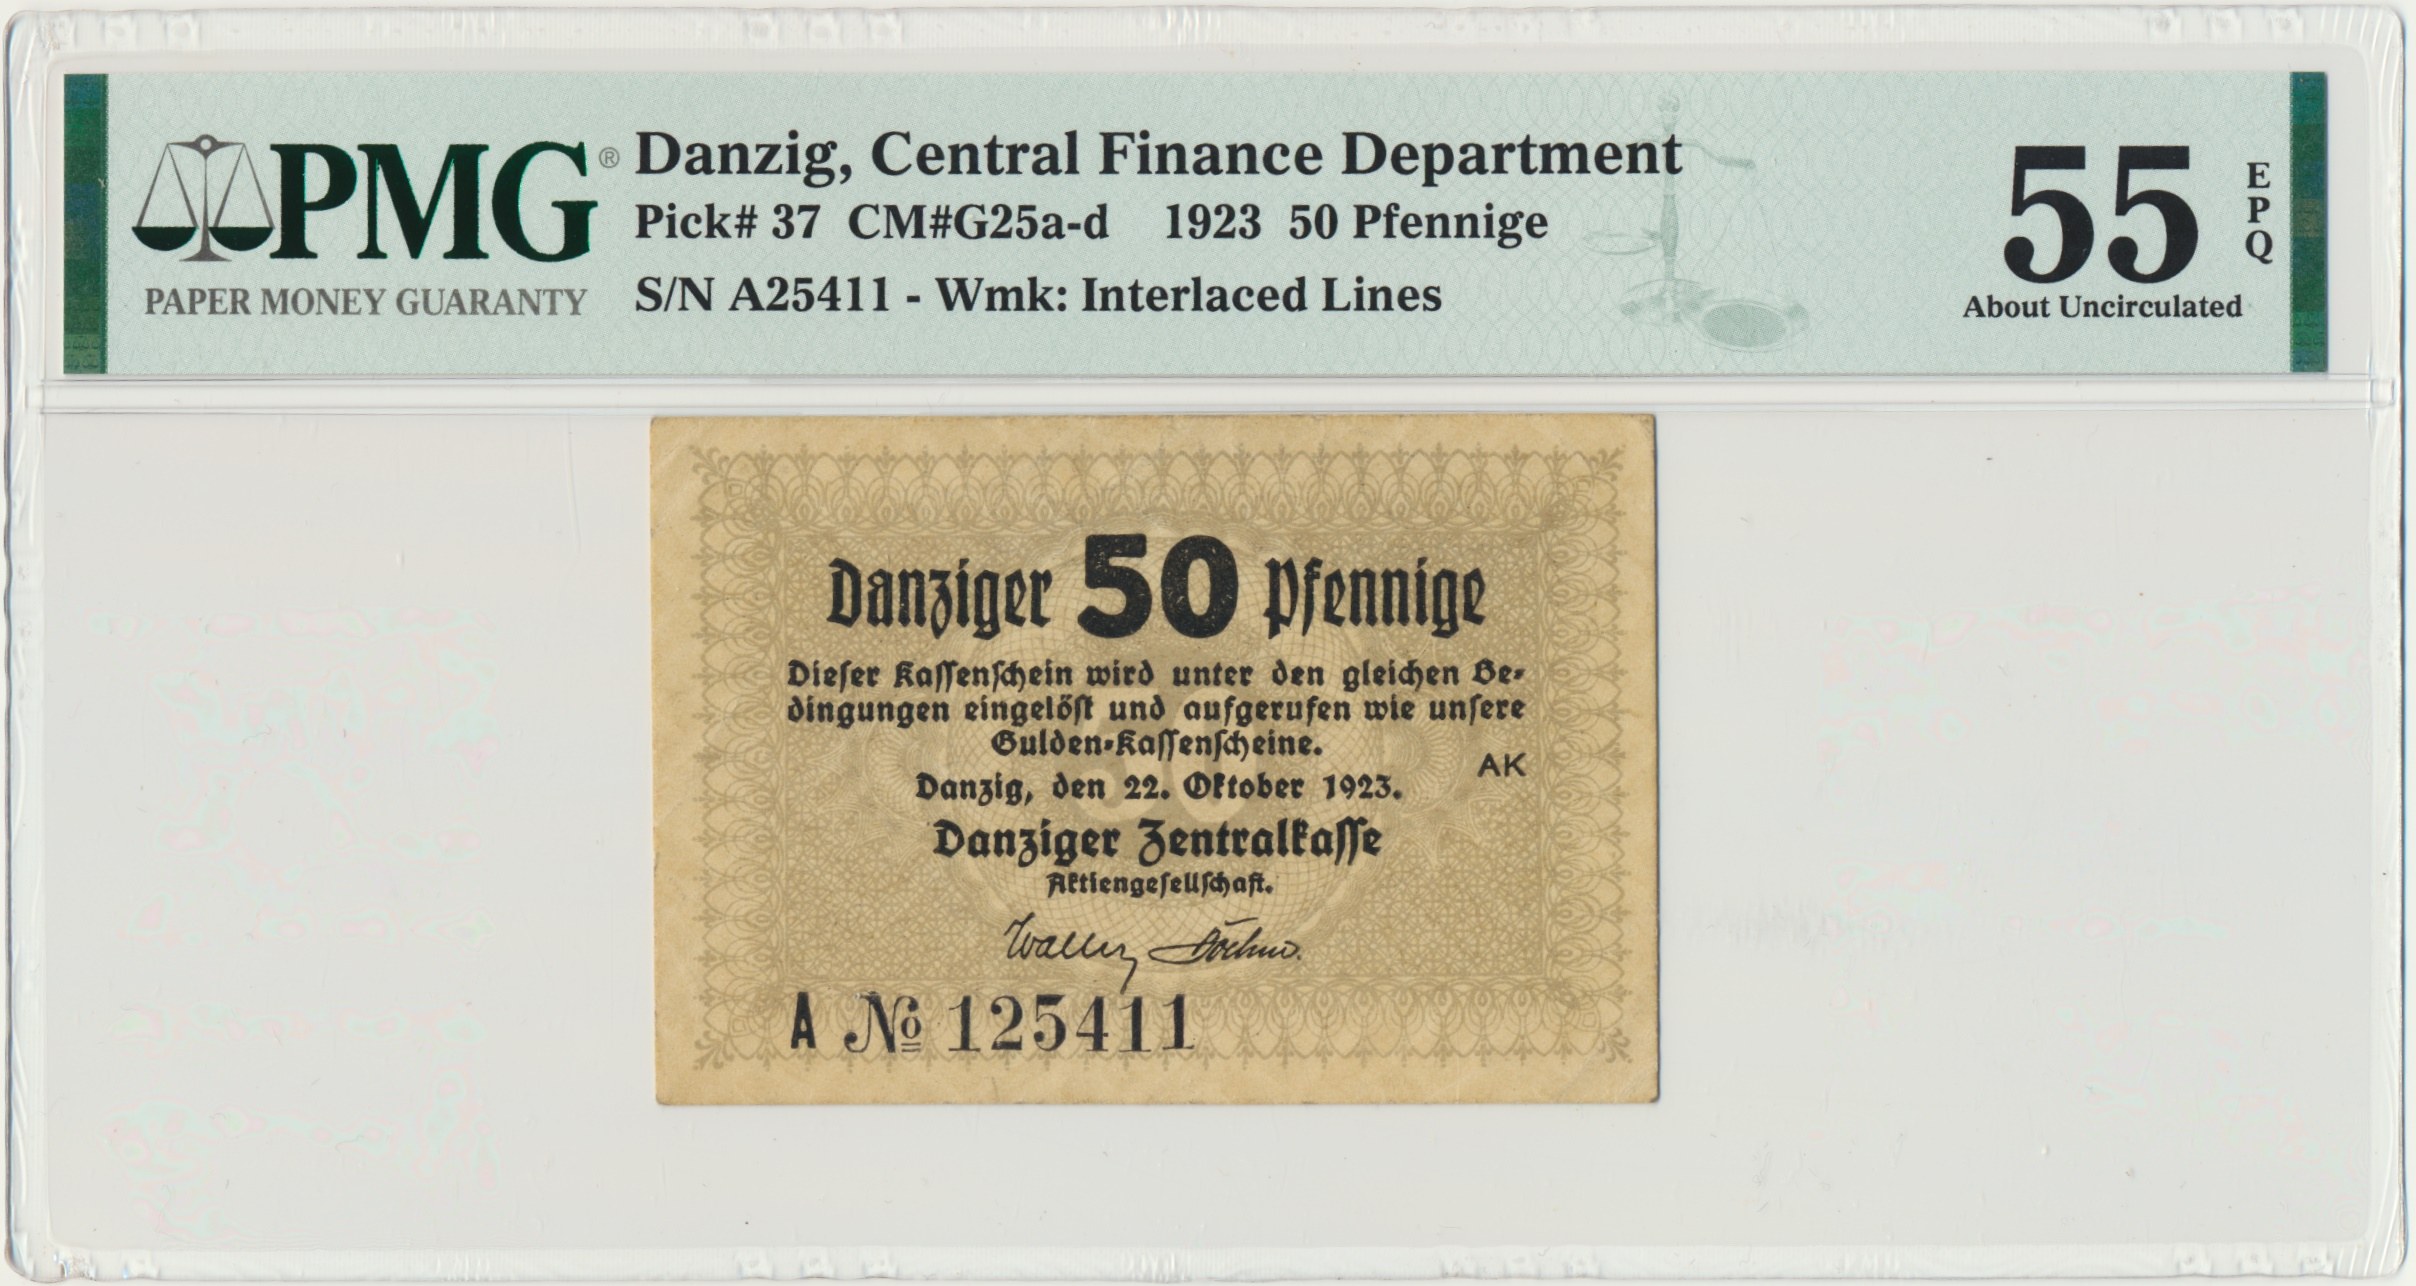 PMG®
PAPER MONEY GUARANTY
Danzig, Central Finance Department
Pick# 37 CM#G25a-d 1923 50 Pfennige
S/N A25411 - Wmk: Interlaced Lines
55
EPQ
About Uncirculated
Danziger 50 Pfennige
Dieser Kassenschein wird unter den gleichen Be-
dingungen eingelöst und aufgerufen wie unsere
Gulden-Kassenscheine.
AK
Danzig, den 22. Oktober 1923.
Danziger Zentralkasse
Aktiengesellschaft.
A № 125411